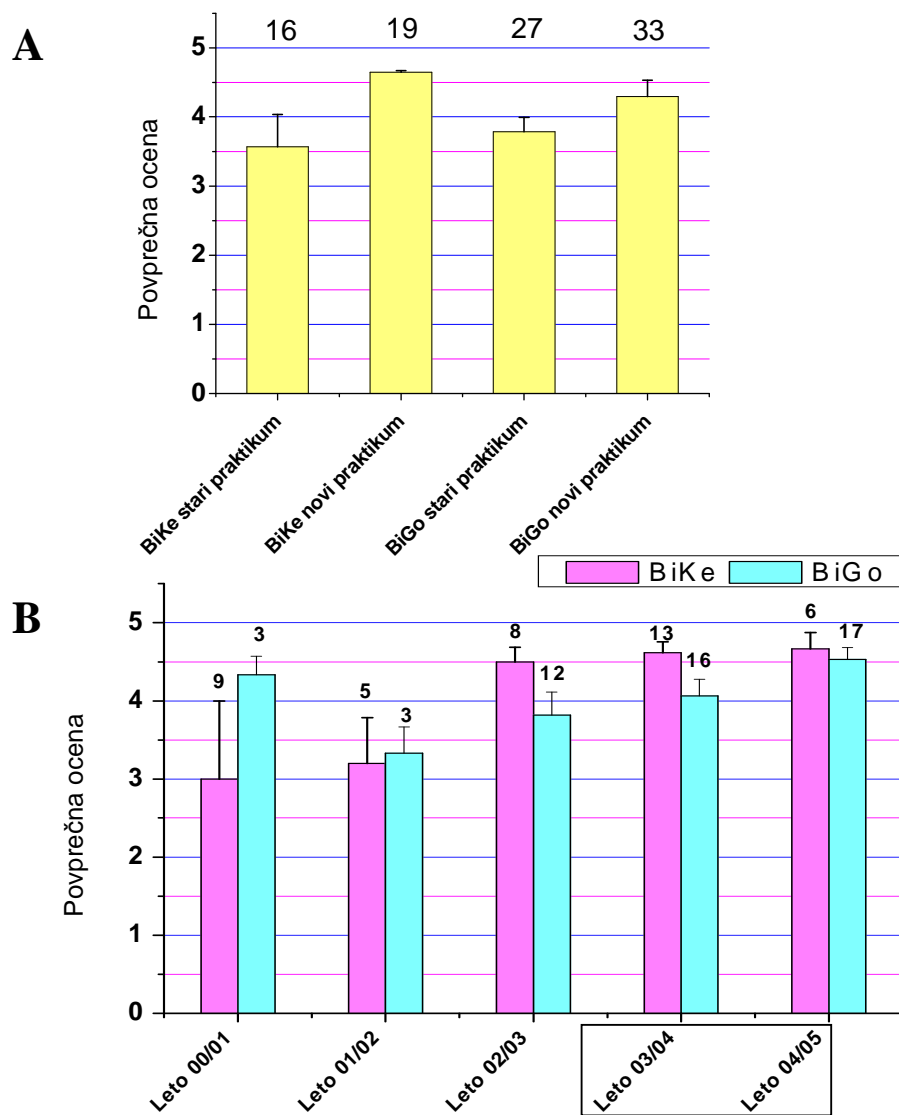 A
16 19 27 33
5
4
3
2
1
0
Povprečna ocena
BiKe stari praktikum
BiKe novi praktikum
BiGo stari praktikum
BiGo novi praktikum
BiKe BiGo
B
5
4
3
2
1
0
Povprečna ocena
9 3 5 3 8 12 13 16 6 17
Leto 00/01
Leto 01/02
Leto 02/03
Leto 03/04
Leto 04/05